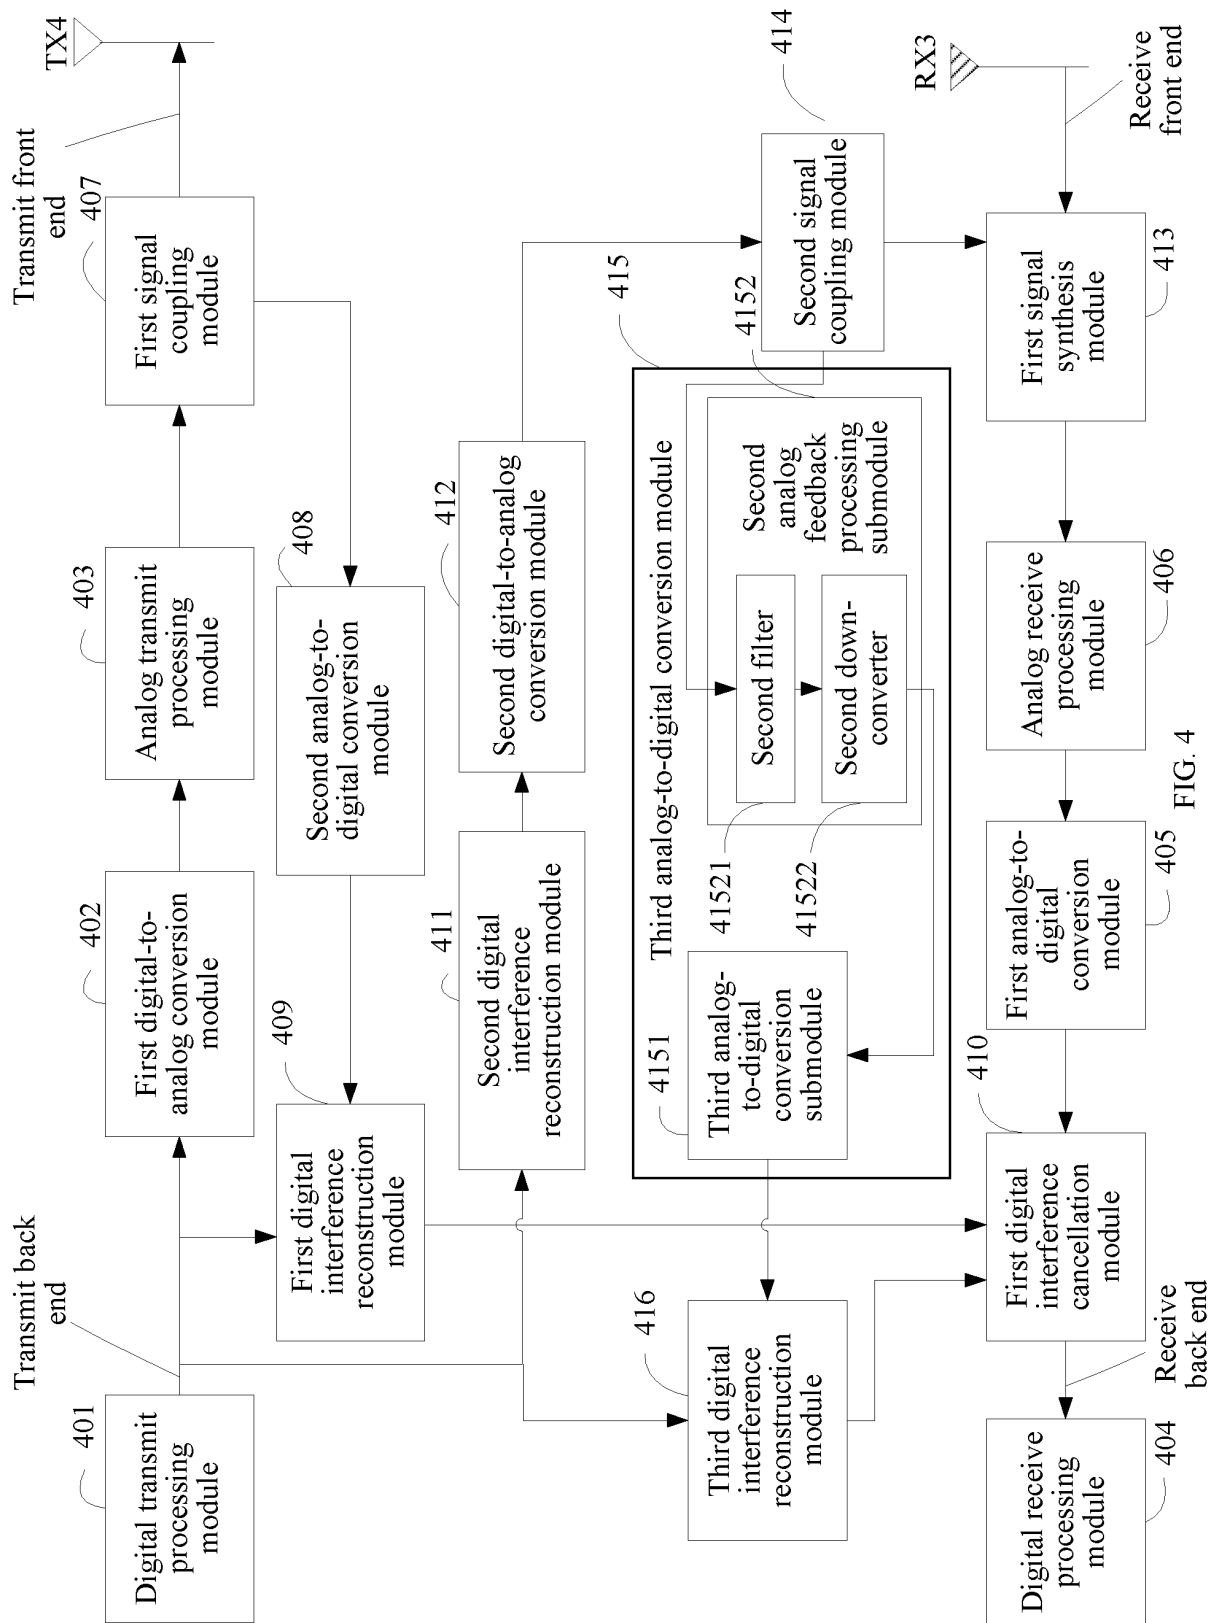 Transmit back
end
Transmit front
end
TX4
401
Digital transmit
processing
module
402
First digital-to-
analog conversion
module
403
Analog transmit
processing
module
407
First signal
coupling
module
409
First digital
interference
reconstruction
module
408
Second analog-to-
digital conversion
module
411
Second digital
interference
reconstruction module
412
Second digital-to-analog
conversion module
414
Second signal
coupling module
415
Third analog-to-digital conversion module
416
Third digital
interference
reconstruction
module
4151
Third analog-
to-digital
conversion
submodule
41521
Second filter
41522
Second down-
converter
4152
Second
analog
feedback
processing
submodule
RX3
Receive
front end
Digital receive
processing
module
404
Receive
back end
410
First digital
interference
cancellation
module
First analog-to-
digital
conversion
module
405
Analog receive
processing
module
406
First signal
synthesis
module
413
FIG. 4